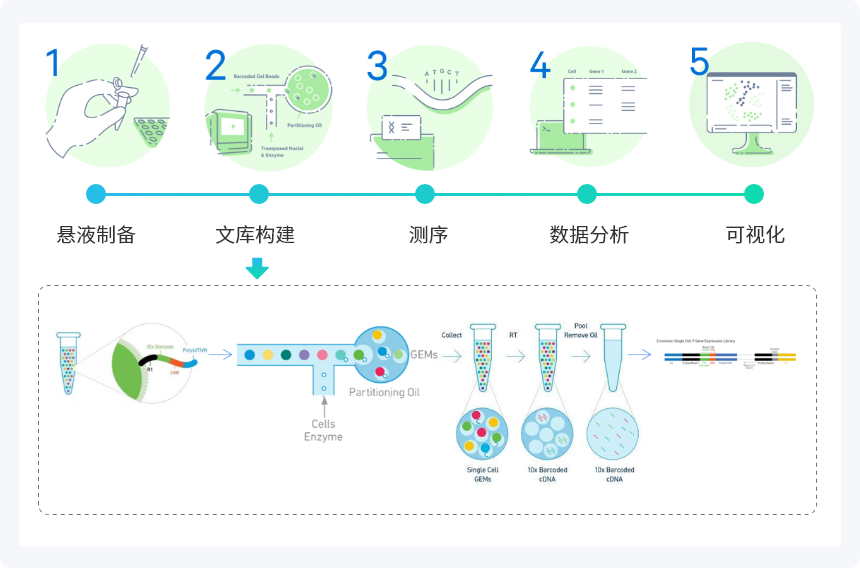 1
2
3
4
5
Barcoded Gel Beads
Partitioning Oil
Transposed Nuclei
& Enzyme
A T G C T
Cell Gene 1 Gene 2
悬液制备
文库构建
测序
数据分析
可视化
10x Barcode
Poly(dT)VN
R1
UMI
GEMs
Partitioning Oil
Cells
Enzyme
Collect
RT
Pool
Remove Oil
Single Cell
GEMs
10x Barcoded
cDNA
10x Barcoded
cDNA
Chromium Single Cell 3' Gene Expression Library